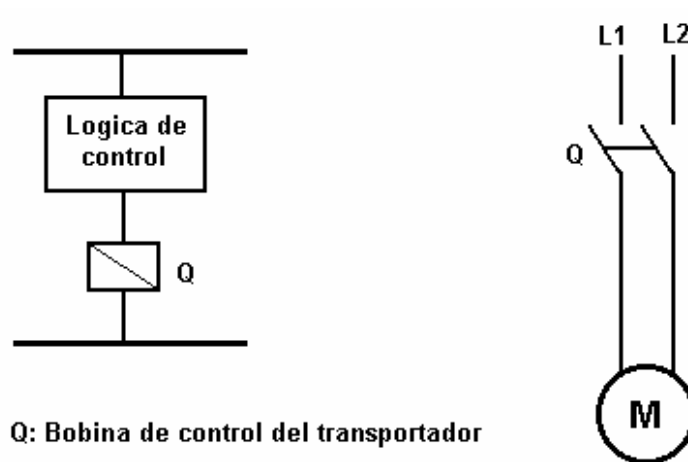 L1 L2
Logica de
control
Q
Q
M
Q: Bobina de control del transportador